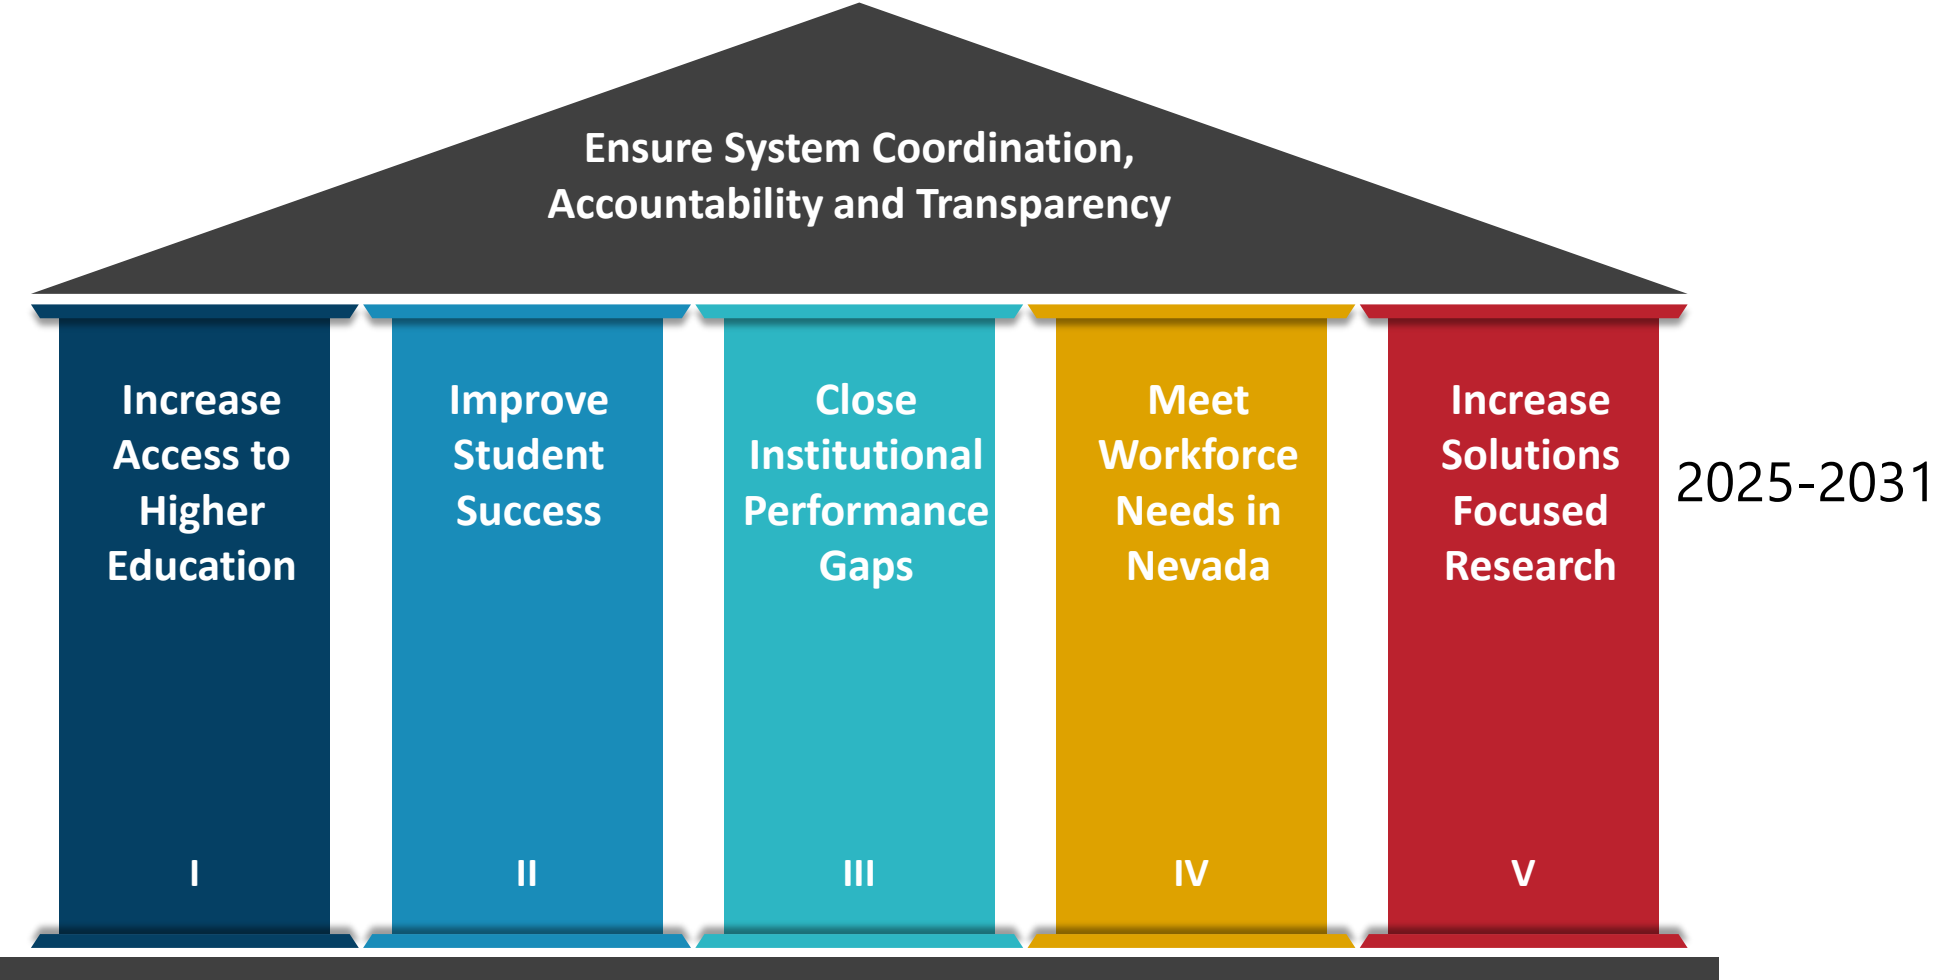 Ensure System Coordination,
Accountability and Transparency
Increase
Access to
Higher
Education
I
Improve
Student
Success
II
Close
Institutional
Performance
Gaps
III
Meet
Workforce
Needs in
Nevada
IV
Increase
Solutions
Focused
Research
V
2025-2031